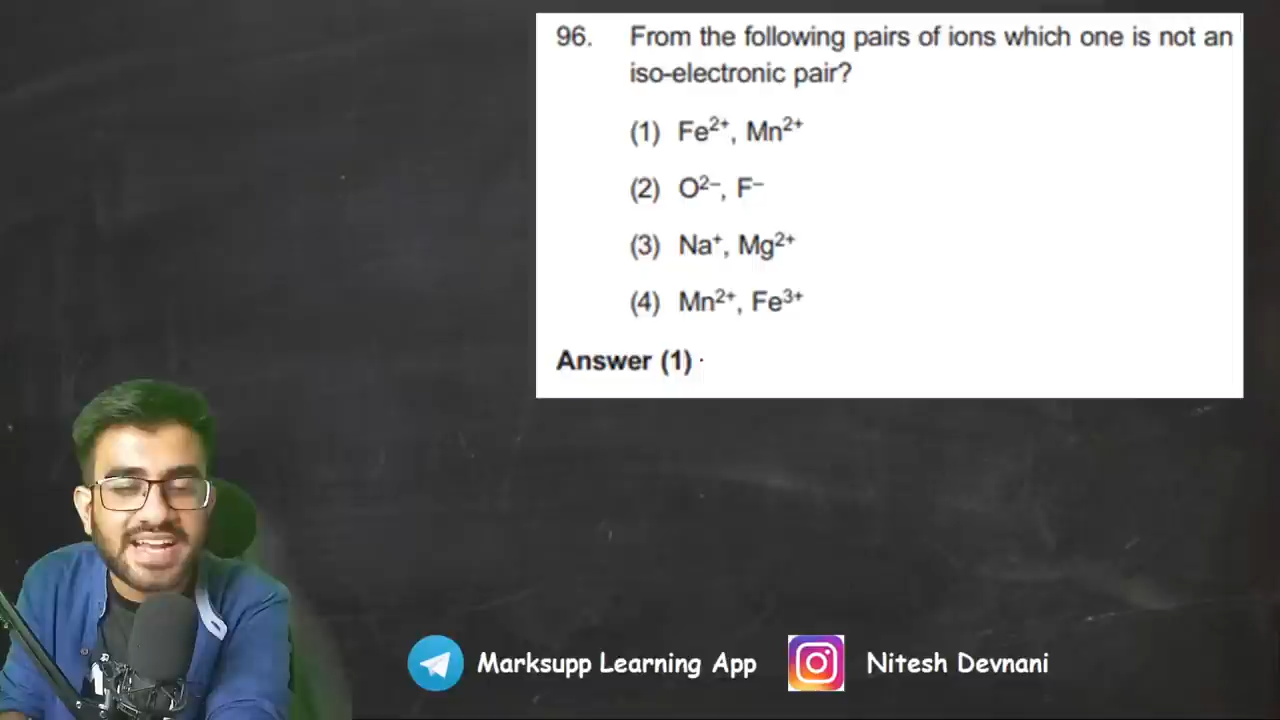 96. From the following pairs of ions which one is not an
iso-electronic pair?
(1) Fe²⁺, Mn²⁺
(2) O²⁻, F⁻
(3) Na⁺, Mg²⁺
(4) Mn²⁺, Fe³⁺
Answer (1)
Marksupp Learning App
Nitesh Devnani